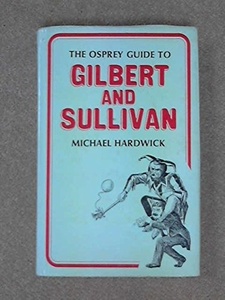 THE OSPREY GUIDE TO
GILBERT
AND
SULLIVAN
MICHAEL HARDWICK